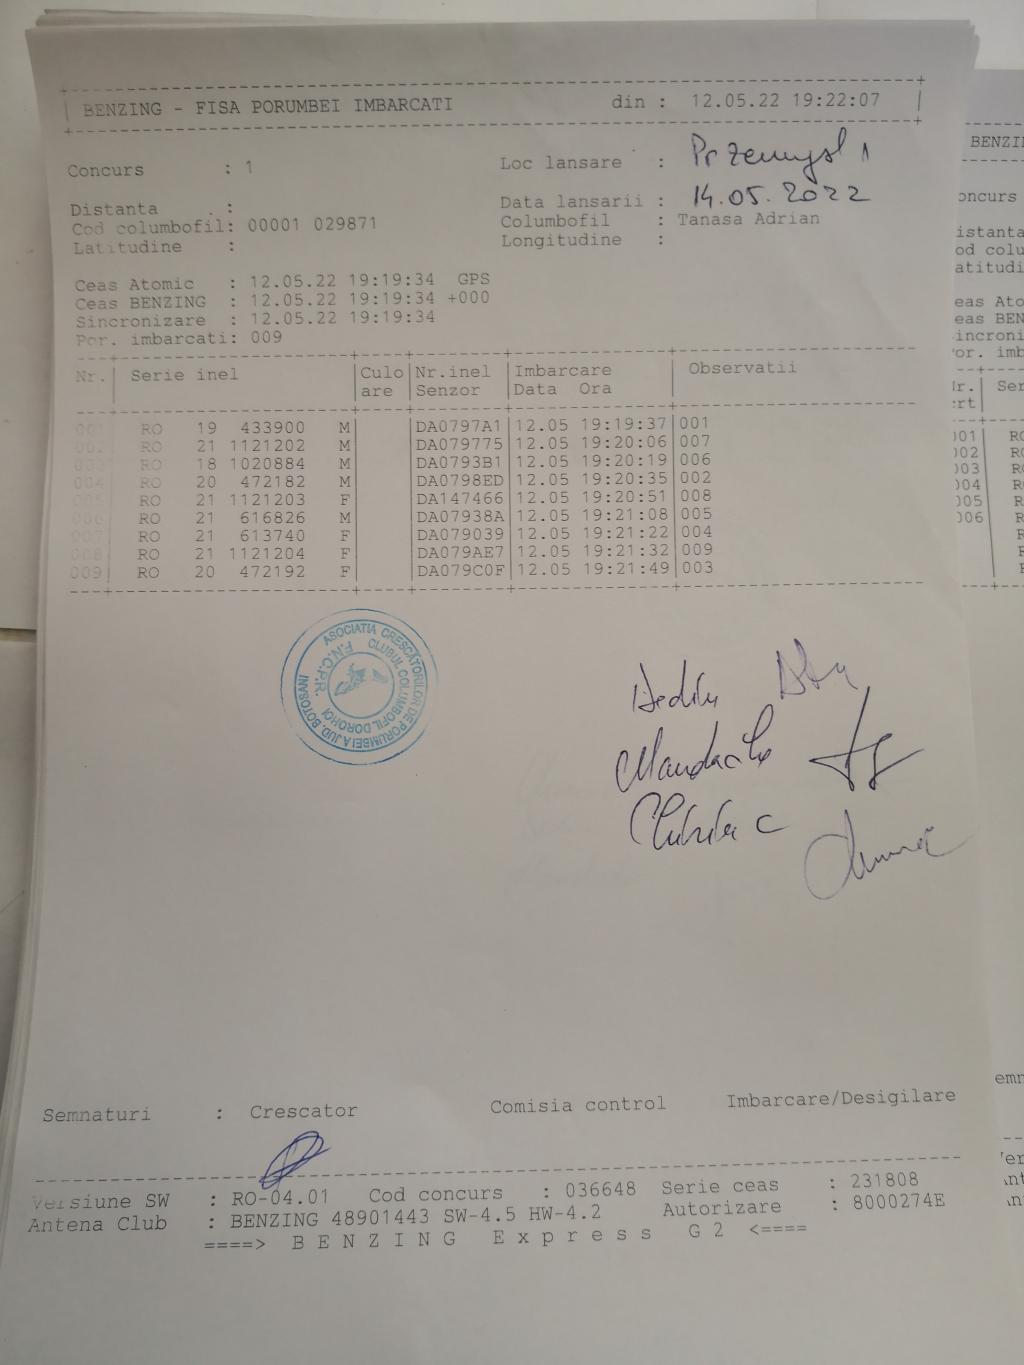 BENZING - FISA PORUMBEI IMBARCATI din : 12.05.22 19:22:07
Concurs : 1 Loc lansare : Przemysl 1
Distanta : Data lansarii : 14.05.2022
Cod columbofil: 00001 029871 Columbofil : Tanasa Adrian
Latitudine : Longitudine :
Ceas Atomic : 12.05.22 19:19:34 GPS
Ceas BENZING : 12.05.22 19:19:34 +000
Sincronizare : 12.05.22 19:19:34
Por. imbarcati: 009
Nr. Serie inel Culo Nr.inel Imbarcare Observatii
are Senzor Data Ora
001 RO 19 433900 M DA0797A1 12.05 19:19:37 001
002 RO 21 1121202 M DA079775 12.05 19:20:06 007
003 RO 18 1020884 M DA0793B1 12.05 19:20:19 006
004 RO 20 472182 M DA0798ED 12.05 19:20:35 002
005 RO 21 1121203 F DA147466 12.05 19:20:51 008
006 RO 21 616826 M DA07938A 12.05 19:21:08 005
007 RO 21 613740 F DA079039 12.05 19:21:22 004
008 RO 21 1121204 F DA079AE7 12.05 19:21:32 009
009 RO 20 472192 F DA079C0F 12.05 19:21:49 003
ASOCIATIA CRESCĂTORILOR DE PORUMBEI A JUD. BOTOSANI
F.N.C.P.R. CLUBUL COLUMBOFIL DOROHOI
Semnaturi : Crescator Comisia control Imbarcare/Desigilare
Versiune SW : RO-04.01 Cod concurs : 036648 Serie ceas : 231808
Antena Club : BENZING 48901443 SW-4.5 HW-4.2 Autorizare : 8000274E
====> B E N Z I N G E x p r e s s G 2 <====